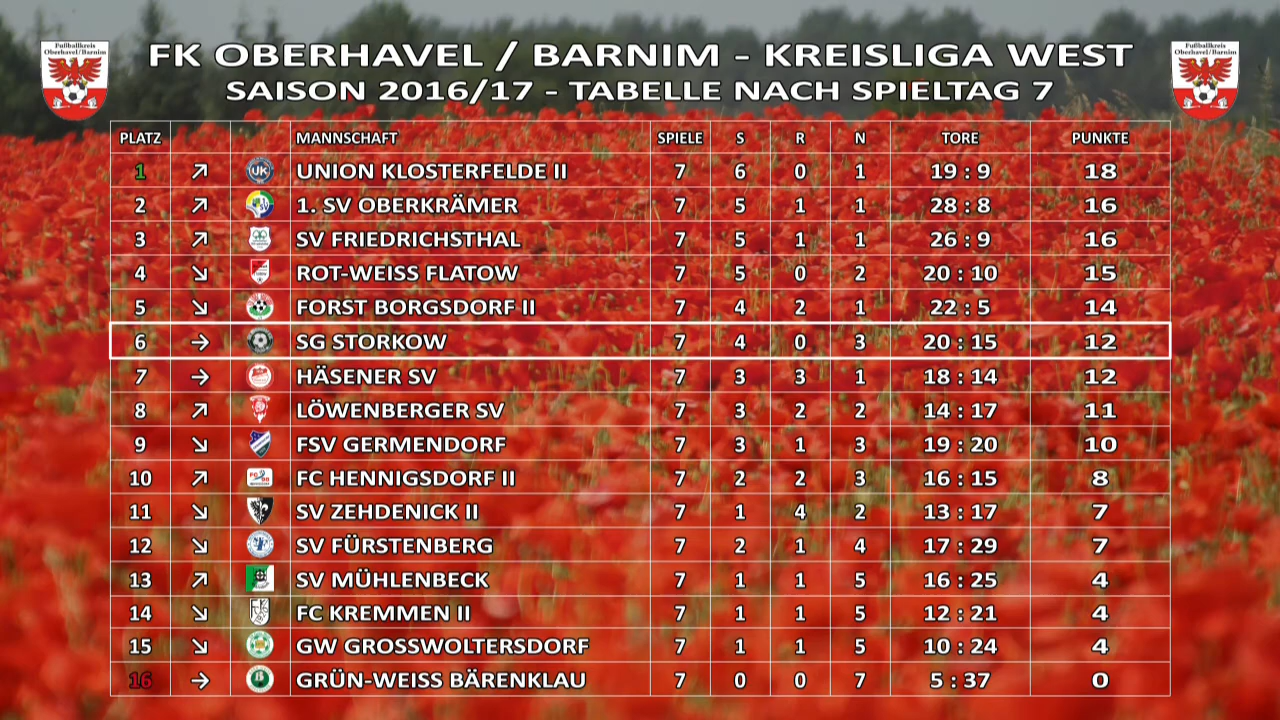 FK OBERHAVEL / BARNIM - KREISLIGA WEST
SAISON 2016/17 - TABELLE NACH SPIELTAG 7
Fußballkreis
Oberhavel/Barnim
Fußballkreis
Oberhavel/Barnim
PLATZ MANNSCHAFT SPIELE S R N TORE PUNKTE
1 ↗ UK UNION KLOSTERFELDE II 7 6 0 1 19 : 9 18
2 ↗ 1. SV OBERKRÄMER 7 5 1 1 28 : 8 16
3 ↗ SV FRIEDRICHSTHAL 7 5 1 1 26 : 9 16
4 ↘ ROT-WEISS FLATOW 7 5 0 2 20 : 10 15
5 ↘ FORST BORGSDORF II 7 4 2 1 22 : 5 14
6 → SG STORKOW 7 4 0 3 20 : 15 12
7 → HÄSENER SV 7 3 3 1 18 : 14 12
8 ↗ LÖWENBERGER SV 7 3 2 2 14 : 17 11
9 ↘ FSV GERMENDORF 7 3 1 3 19 : 20 10
10 ↗ FC HENNIGSDORF II 7 2 2 3 16 : 15 8
11 ↘ SV ZEHDENICK II 7 1 4 2 13 : 17 7
12 ↘ SV FÜRSTENBERG 7 2 1 4 17 : 29 7
13 ↗ SV MÜHLENBECK 7 1 1 5 16 : 25 4
14 ↘ FC KREMMEN II 7 1 1 5 12 : 21 4
15 ↘ GW GROSSWOLTERSDORF 7 1 1 5 10 : 24 4
16 → GRÜN-WEISS BÄRENKLAU 7 0 0 7 5 : 37 0